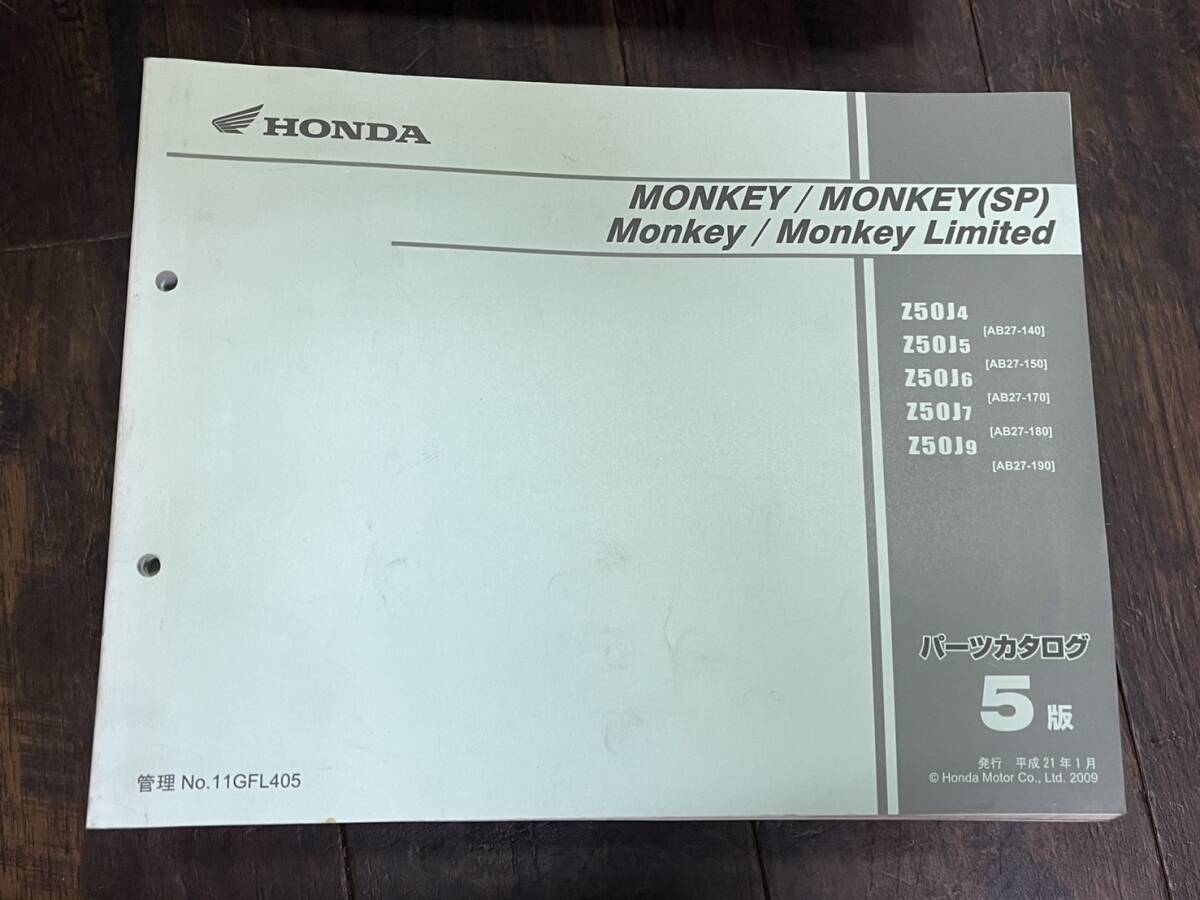 HONDA
MONKEY / MONKEY(SP)
Monkey / Monkey Limited
Z50J4
[AB27-140]
Z50J5
[AB27-150]
Z50J6
[AB27-170]
Z50J7
[AB27-180]
Z50J9
[AB27-190]
パーツカタログ
5 版
発行 平成 21 年 1 月
© Honda Motor Co., Ltd. 2009
管理 No.11GFL405